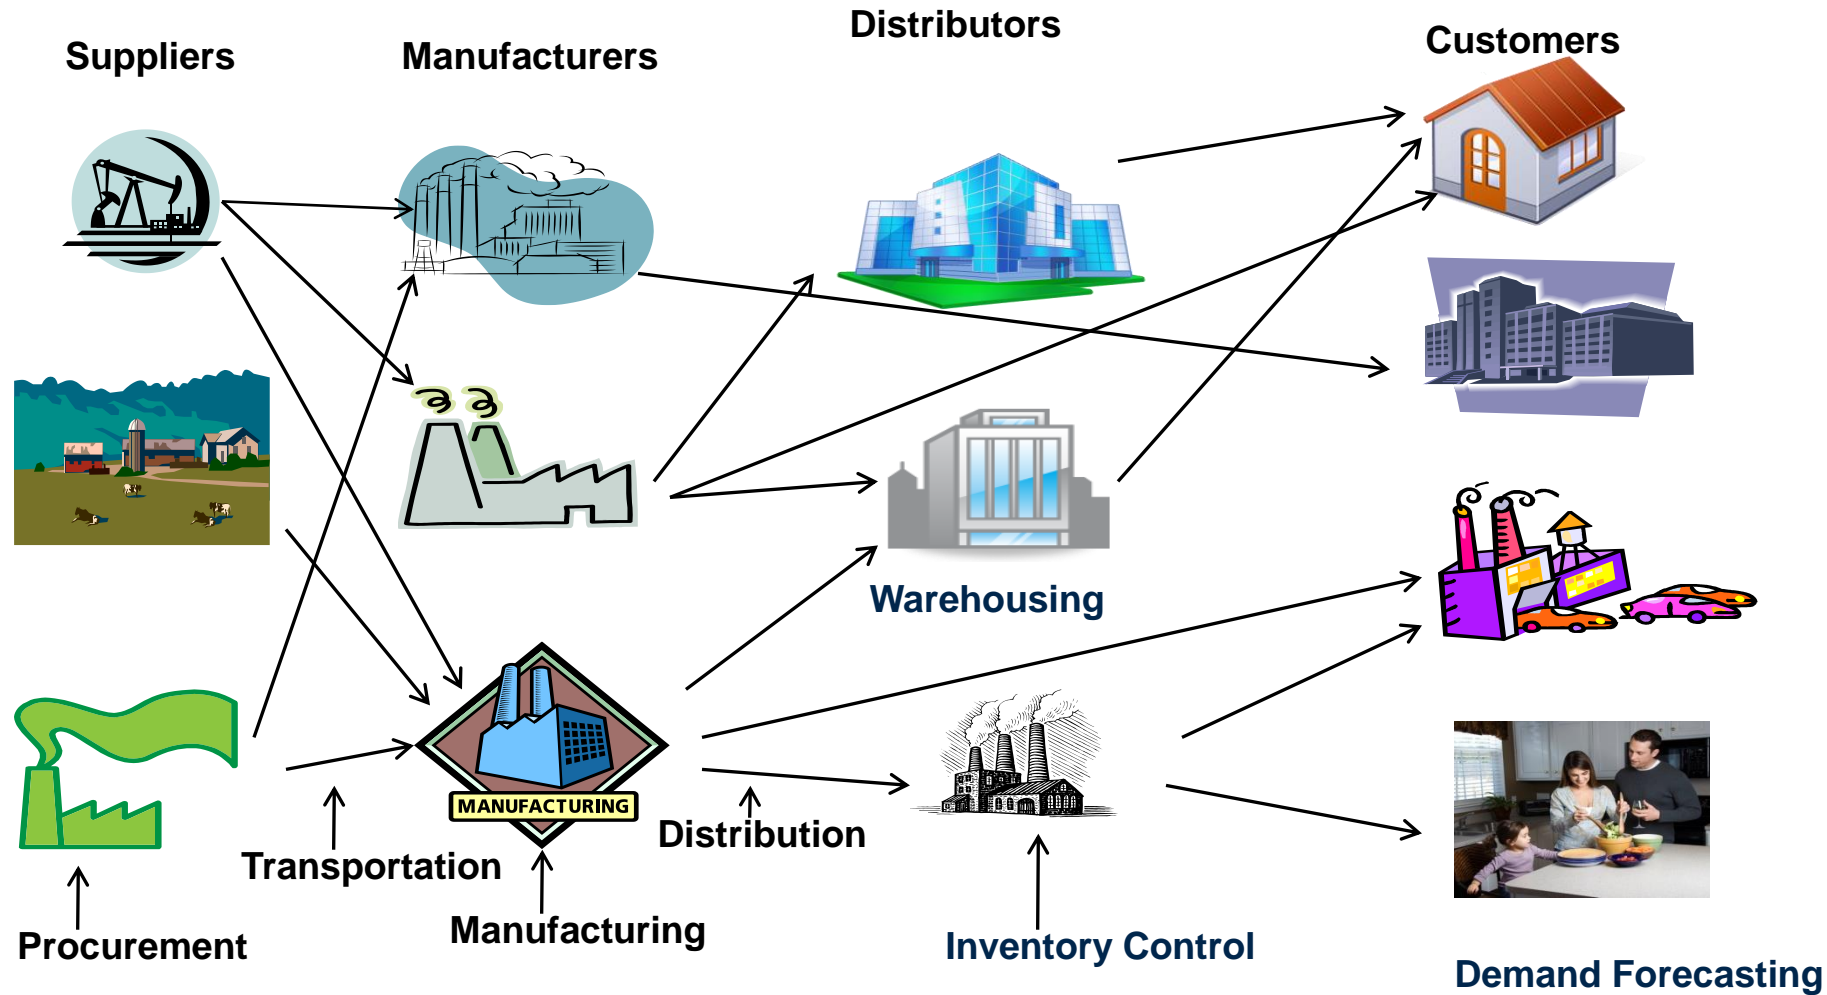 Suppliers
Manufacturers
Distributors
Customers
Warehousing
MANUFACTURING
Transportation
Distribution
Procurement
Manufacturing
Inventory Control
Demand Forecasting